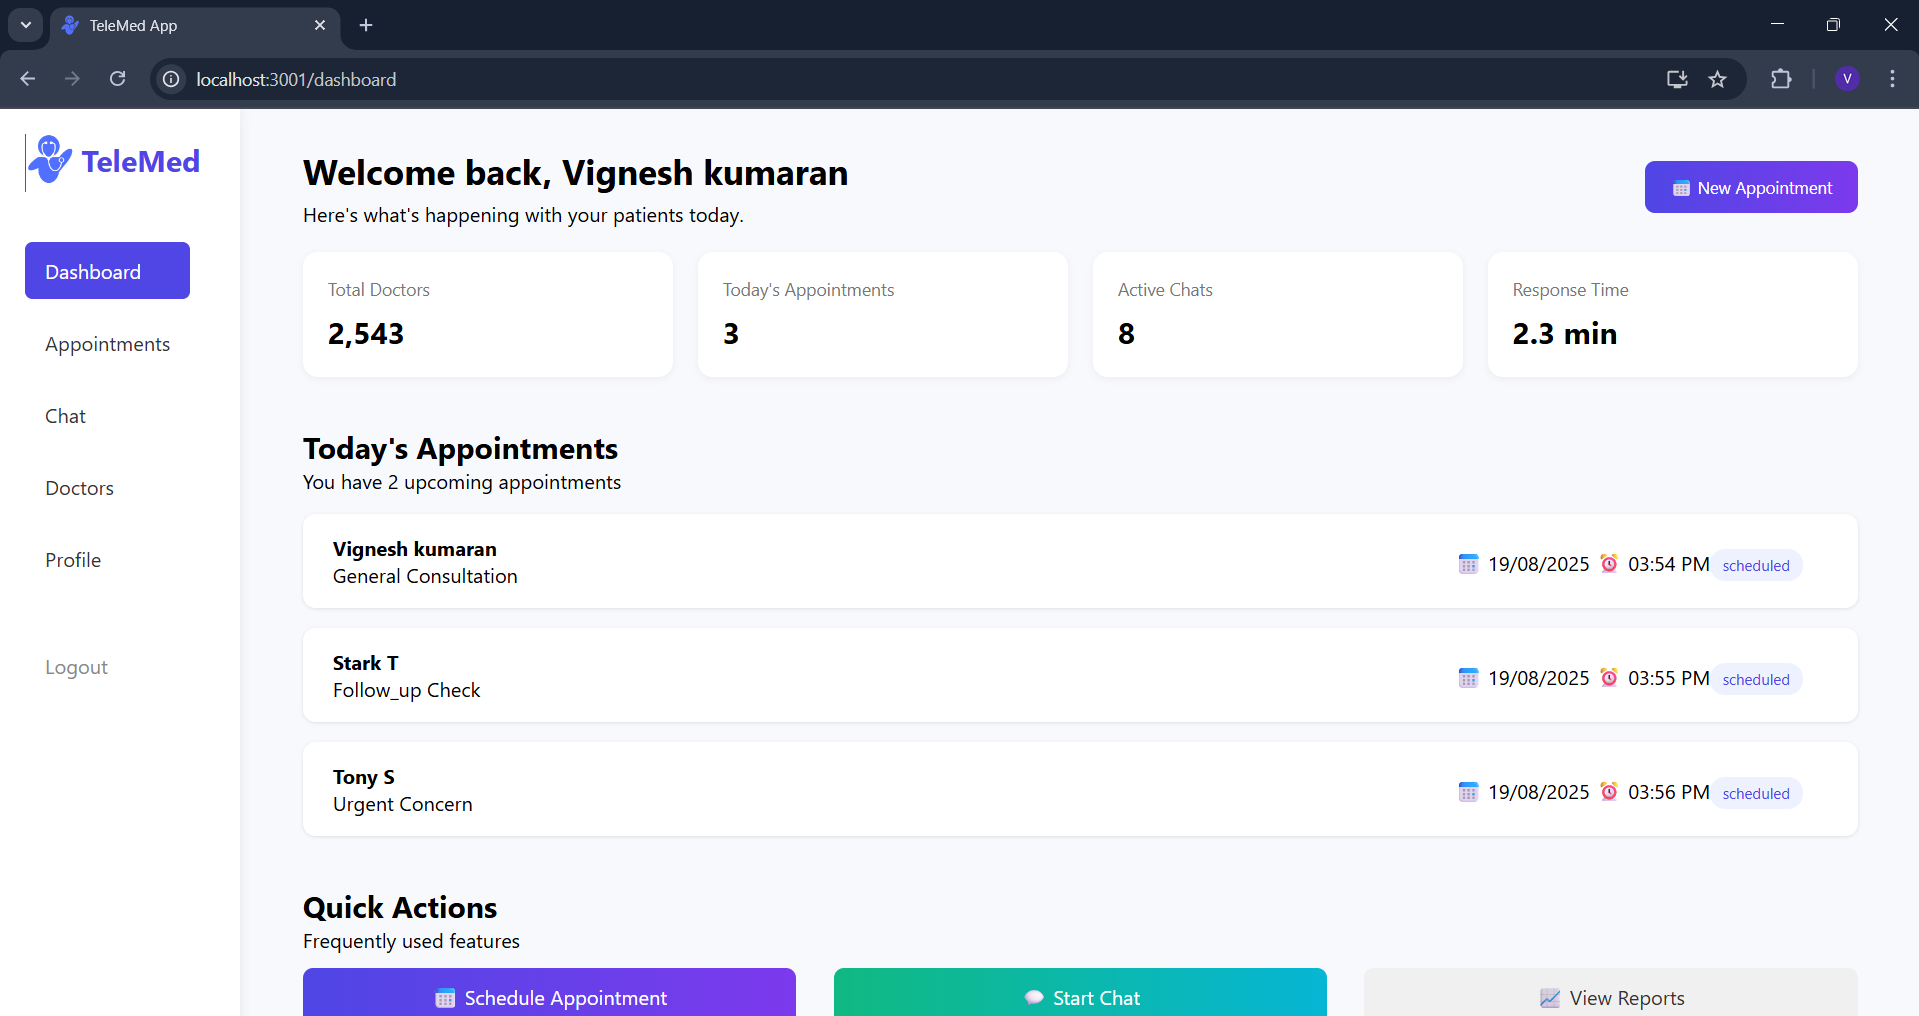 TeleMed App
localhost:3001/dashboard
V
TeleMed
Dashboard
Appointments
Chat
Doctors
Profile
Logout
Welcome back, Vignesh kumaran
Here's what's happening with your patients today.
New Appointment
Total Doctors
2,543
Today's Appointments
3
Active Chats
8
Response Time
2.3 min
Today's Appointments
You have 2 upcoming appointments
Vignesh kumaran
General Consultation
19/08/2025 03:54 PM scheduled
Stark T
Follow_up Check
19/08/2025 03:55 PM scheduled
Tony S
Urgent Concern
19/08/2025 03:56 PM scheduled
Quick Actions
Frequently used features
Schedule Appointment
Start Chat
View Reports